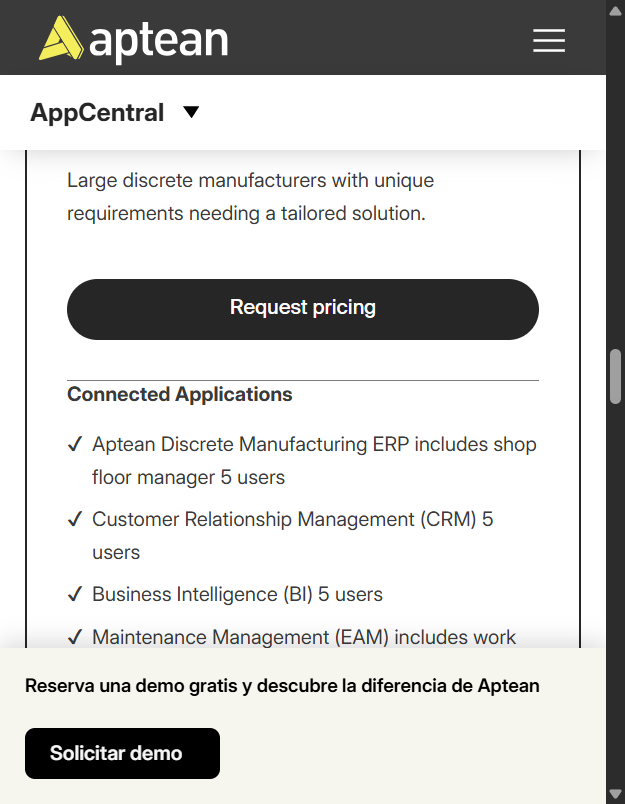 aptean
AppCentral
Large discrete manufacturers with unique
requirements needing a tailored solution.
Request pricing
Connected Applications
Aptean Discrete Manufacturing ERP includes shop
floor manager 5 users
Customer Relationship Management (CRM) 5
users
Business Intelligence (BI) 5 users
Maintenance Management (EAM) includes work
Reserva una demo gratis y descubre la diferencia de Aptean
Solicitar demo